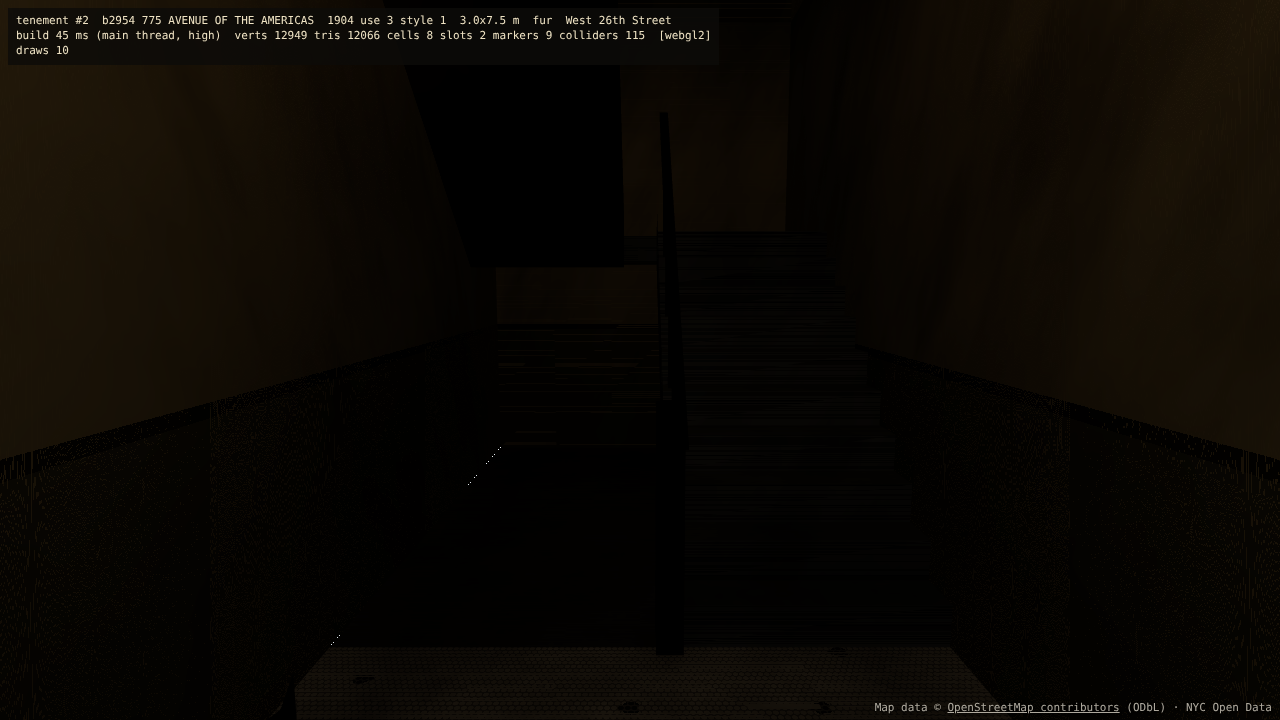 tenement #2  b2954 775 AVENUE OF THE AMERICAS  1904 use 3 style 1  3.0x7.5 m  fur  West 26th Street
build 45 ms (main thread, high)  verts 12949 tris 12066 cells 8 slots 2 markers 9 colliders 115  [webgl2]
draws 10
Map data © OpenStreetMap contributors (ODbL) · NYC Open Data